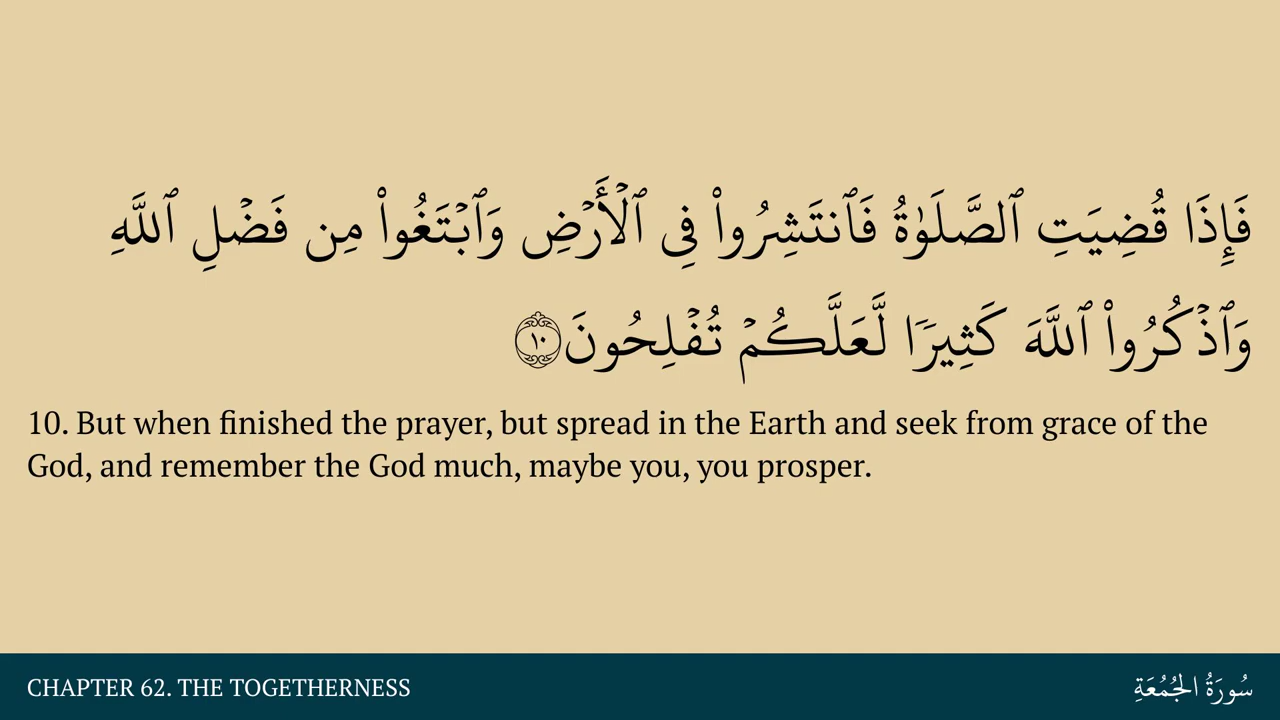 فَإِذَا قُضِيَتِ ٱلصَّلَوٰةُ فَٱنتَشِرُوا۟ فِى ٱلْأَرْضِ وَٱبْتَغُوا۟ مِن فَضْلِ ٱللَّهِ
وَٱذْكُرُوا۟ ٱللَّهَ كَثِيرًۭا لَّعَلَّكُمْ تُفْلِحُونَ ١٠
10. But when finished the prayer, but spread in the Earth and seek from grace of the
God, and remember the God much, maybe you, you prosper.
CHAPTER 62. THE TOGETHERNESS
سُورَةُ الجُمُعَةِ